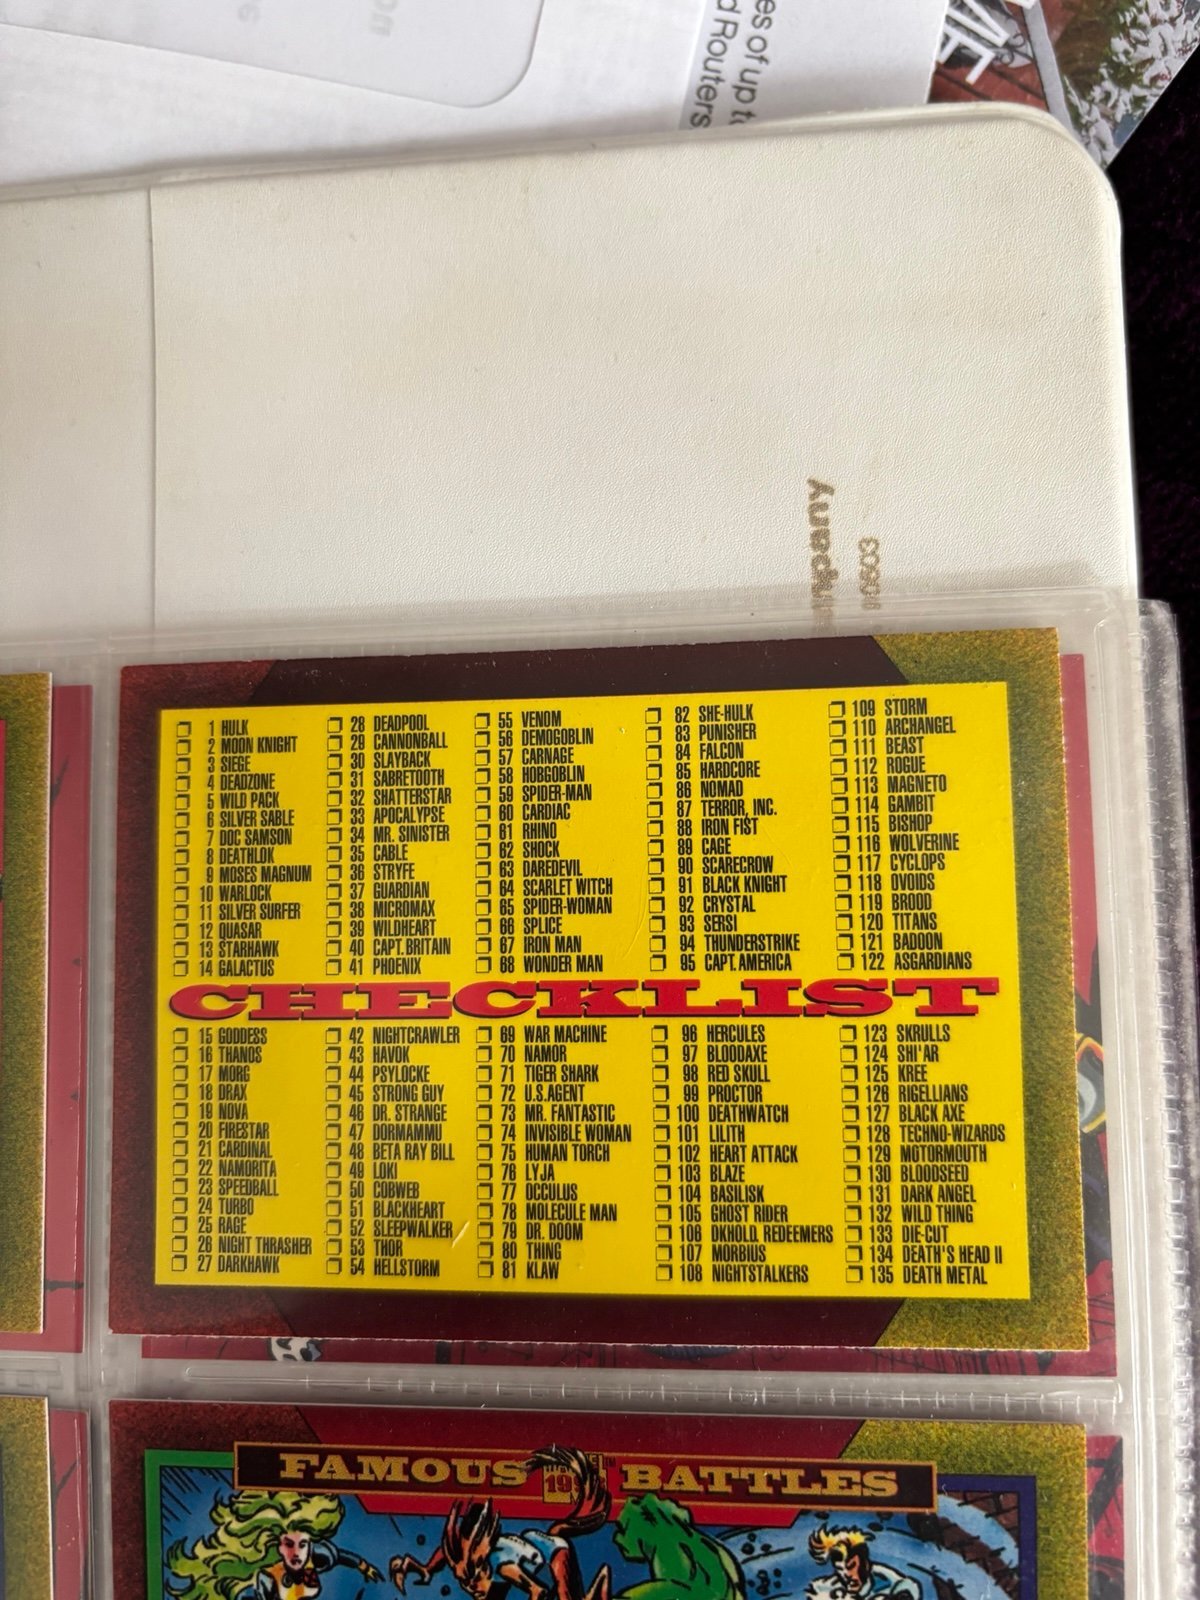 es of up t
d Routers
1 HULK
2 MOON KNIGHT
3 SIEGE
4 DEADZONE
5 WILD PACK
6 SILVER SABLE
7 DOC SAMSON
8 DEATHLOK
9 MOSES MAGNUM
10 WARLOCK
11 SILVER SURFER
12 QUASAR
13 STARHAWK
14 GALACTUS
28 DEADPOOL
29 CANNONBALL
30 SLAYBACK
31 SABRETOOTH
32 SHATTERSTAR
33 APOCALYPSE
34 MR. SINISTER
35 CABLE
36 STRYFE
37 GUARDIAN
38 MICROMAX
39 WILDHEART
40 CAPT. BRITAIN
41 PHOENIX
55 VENOM
56 DEMOGOBLIN
57 CARNAGE
58 HOBGOBLIN
59 SPIDER-MAN
60 CARDIAC
61 RHINO
62 SHOCK
63 DAREDEVIL
64 SCARLET WITCH
65 SPIDER-WOMAN
66 SPLICE
67 IRON MAN
68 WONDER MAN
82 SHE-HULK
83 PUNISHER
84 FALCON
85 HARDCORE
86 NOMAD
87 TERROR, INC.
88 IRON FIST
89 CAGE
90 SCARECROW
91 BLACK KNIGHT
92 CRYSTAL
93 SERSI
94 THUNDERSTRIKE
95 CAPT. AMERICA
109 STORM
110 ARCHANGEL
111 BEAST
112 ROGUE
113 MAGNETO
114 GAMBIT
115 BISHOP
116 WOLVERINE
117 CYCLOPS
118 OVOIDS
119 BROOD
120 TITANS
121 BADOON
122 ASGARDIANS
CHECKLIST
15 GODDESS
16 THANOS
17 MORG
18 DRAX
19 NOVA
20 FIRESTAR
21 CARDINAL
22 NAMORITA
23 SPEEDBALL
24 TURBO
25 RAGE
26 NIGHT THRASHER
27 DARKHAWK
42 NIGHTCRAWLER
43 HAVOK
44 PSYLOCKE
45 STRONG GUY
46 DR. STRANGE
47 DORMAMMU
48 BETA RAY BILL
49 LOKI
50 COBWEB
51 BLACKHEART
52 SLEEPWALKER
53 THOR
54 HELLSTORM
69 WAR MACHINE
70 NAMOR
71 TIGER SHARK
72 U.S.AGENT
73 MR. FANTASTIC
74 INVISIBLE WOMAN
75 HUMAN TORCH
76 LYJA
77 OCCULUS
78 MOLECULE MAN
79 DR. DOOM
80 THING
81 KLAW
96 HERCULES
97 BLOODAXE
98 RED SKULL
99 PROCTOR
100 DEATHWATCH
101 LILITH
102 HEART ATTACK
103 BLAZE
104 BASILISK
105 GHOST RIDER
106 DKHOLD. REDEEMERS
107 MORBIUS
108 NIGHTSTALKERS
123 SKRULLS
124 SHI'AR
125 KREE
126 RIGELLIANS
127 BLACK AXE
128 TECHNO-WIZARDS
129 MOTORMOUTH
130 BLOODSEED
131 DARK ANGEL
132 WILD THING
133 DIE-CUT
134 DEATH'S HEAD II
135 DEATH METAL
FAMOUS BATTLES